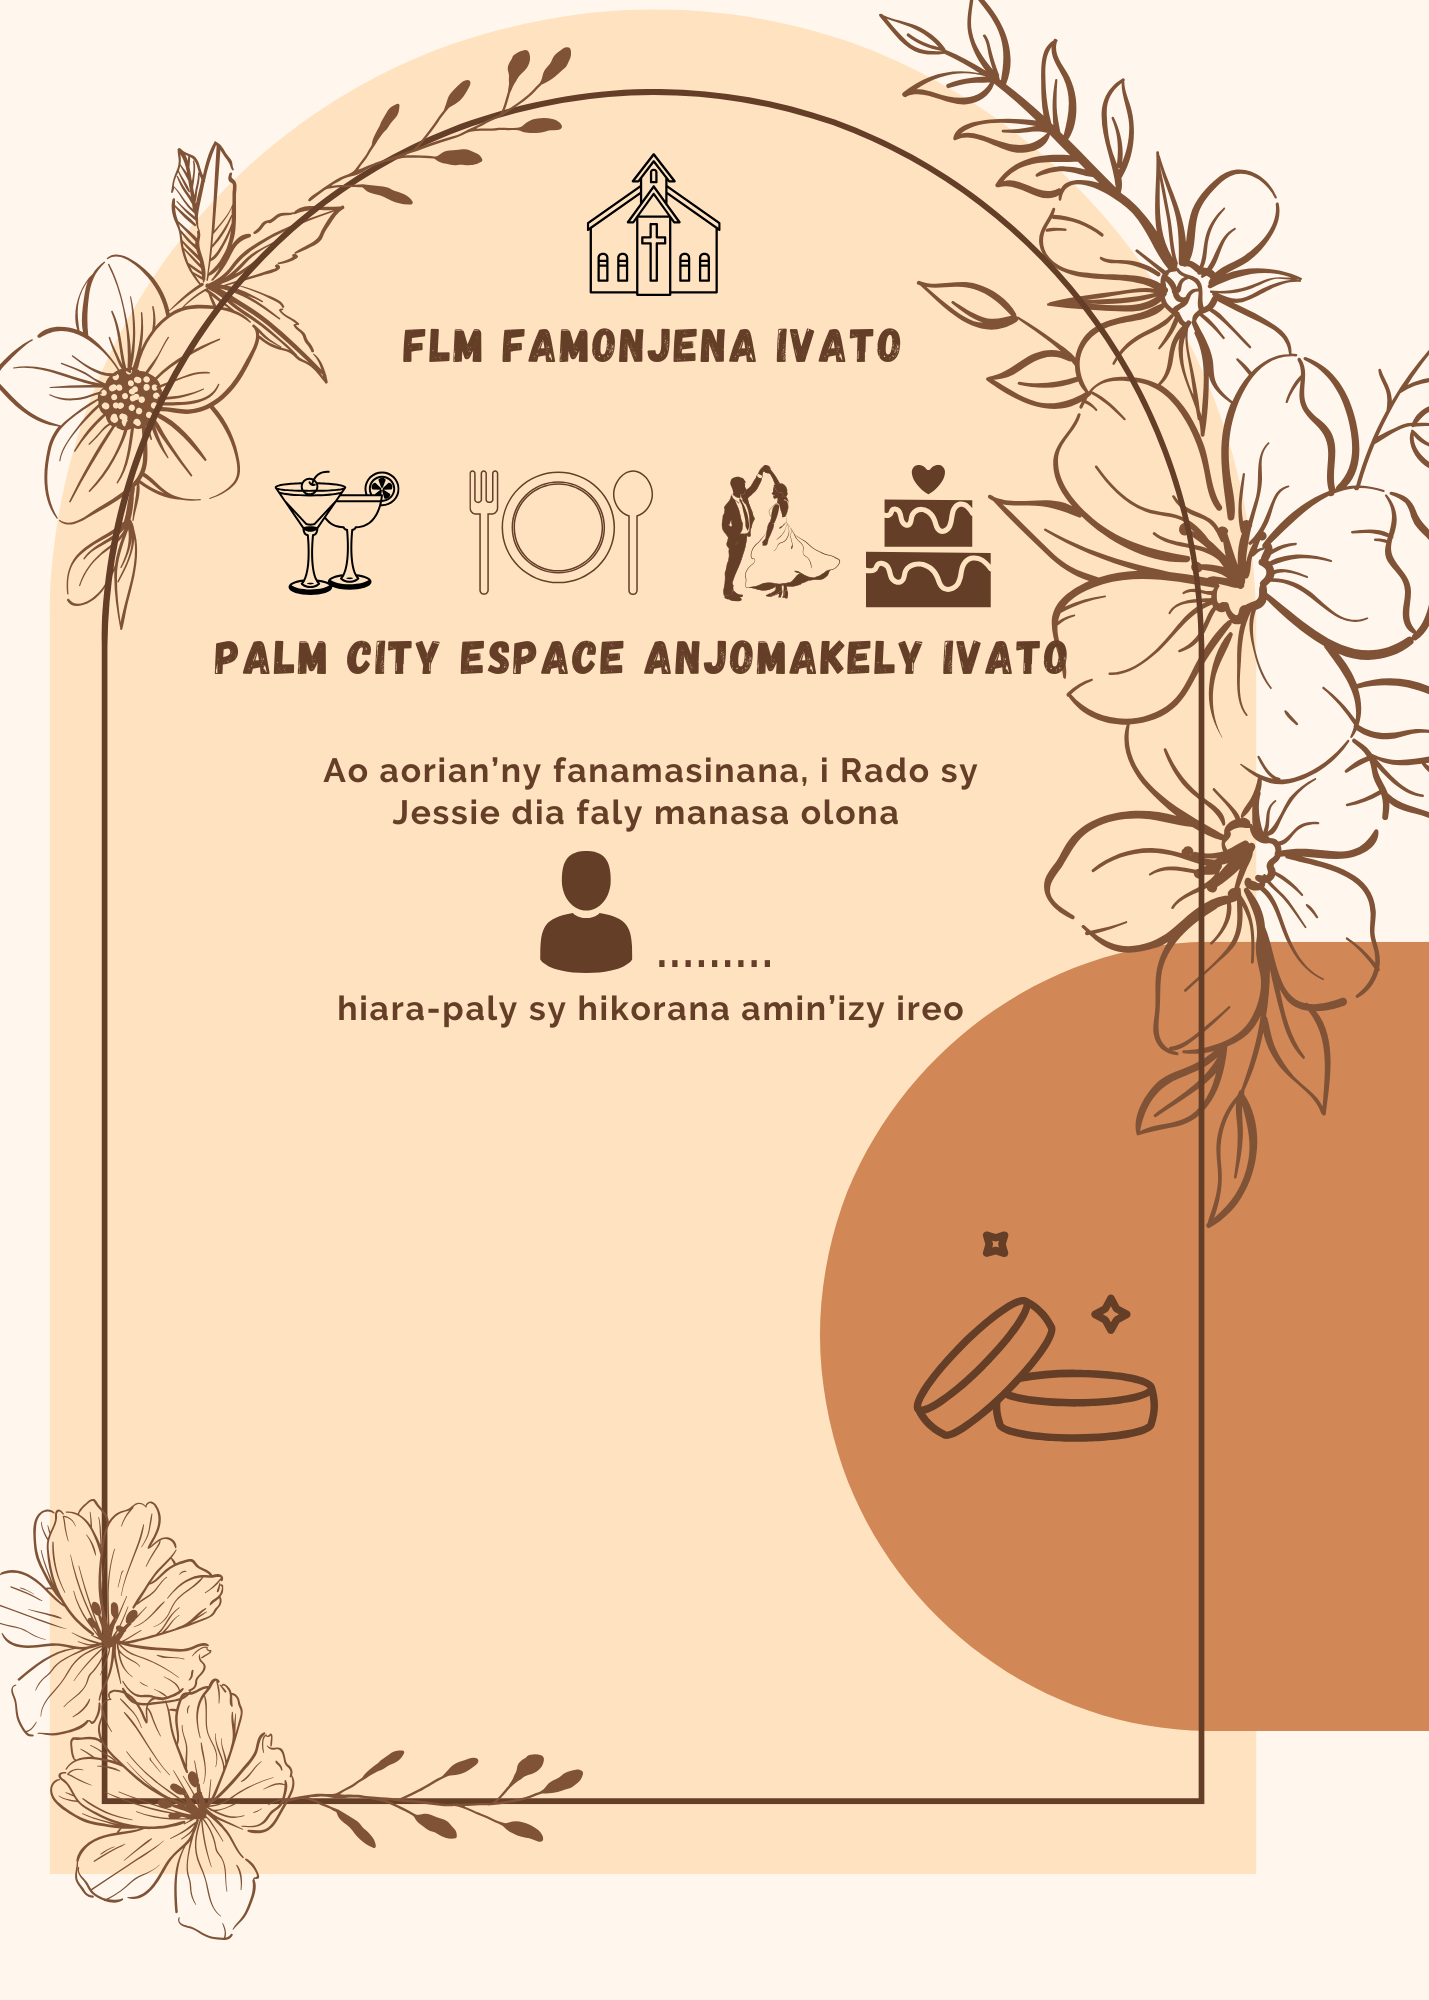 FLM FAMONJENA IVATO
PALM CITY ESPACE ANJOMAKELY IVATO
Ao aorian’ny fanamasinana, i Rado sy
Jessie dia faly manasa olona
.........
hiara-paly sy hikorana amin’izy ireo